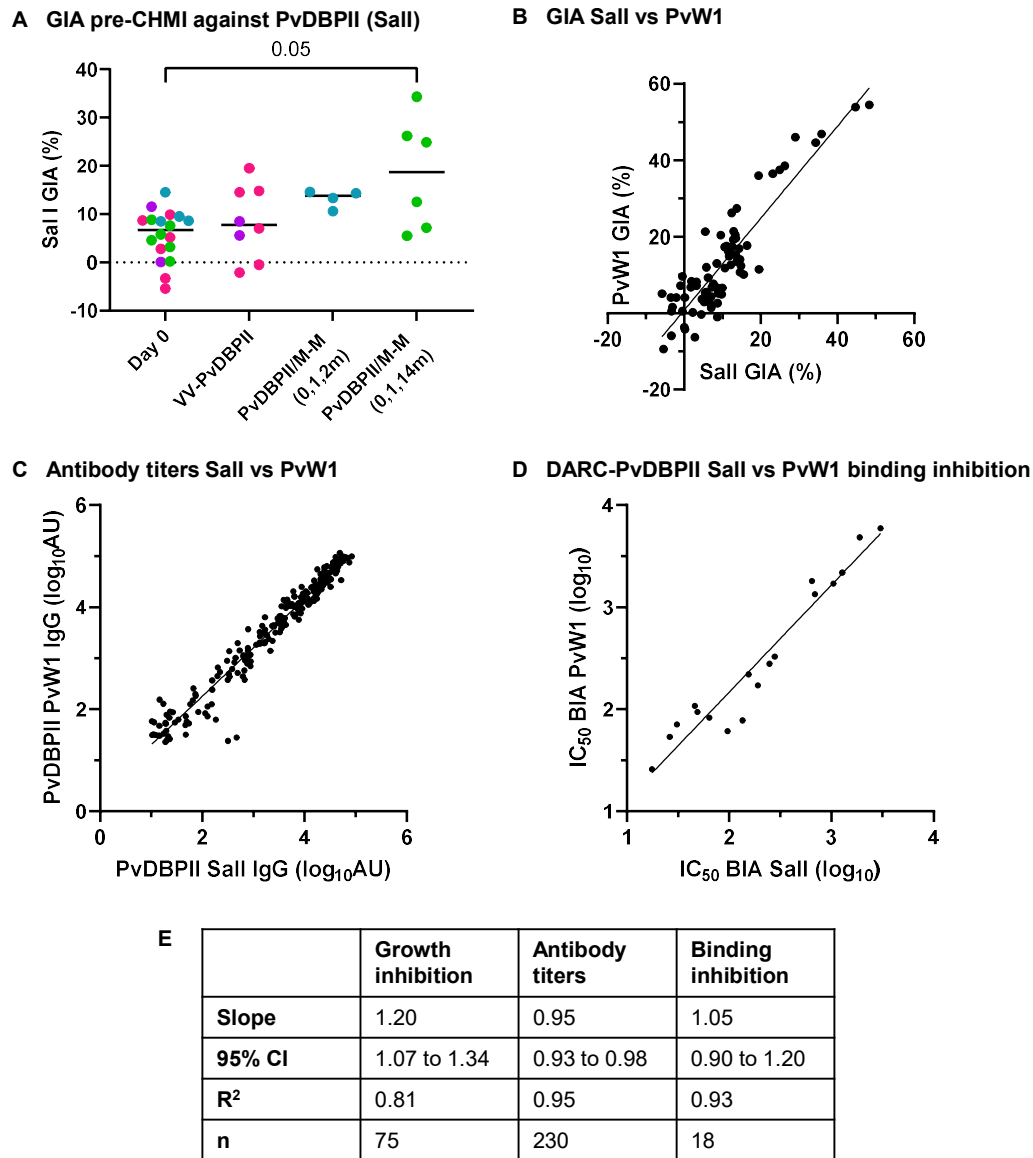 A GIA pre-CHMI against PvDBPII (SalI)
0.05
Sal I GIA (%)
40
30
20
10
0
-10
Day 0
VV-PvDBPII
PvDBPII/M-M
(0,1,2m)
PvDBPII/M-M
(0,1,14m)
B GIA SalI vs PvW1
PvW1 GIA (%)
60
40
20
-20
-20
20
40
60
SalI GIA (%)
C Antibody titers SalI vs PvW1
PvDBPII PvW1 IgG (log10AU)
6
4
2
0
0 2 4 6
PvDBPII SalI IgG (log10AU)
D DARC-PvDBPII SalI vs PvW1 binding inhibition
IC50 BIA PvW1 (log10)
4
3
2
1
1 2 3 4
IC50 BIA SalI (log10)
E
Growth inhibition Antibody titers Binding inhibition
Slope 1.20 0.95 1.05
95% CI 1.07 to 1.34 0.93 to 0.98 0.90 to 1.20
R2 0.81 0.95 0.93
n 75 230 18